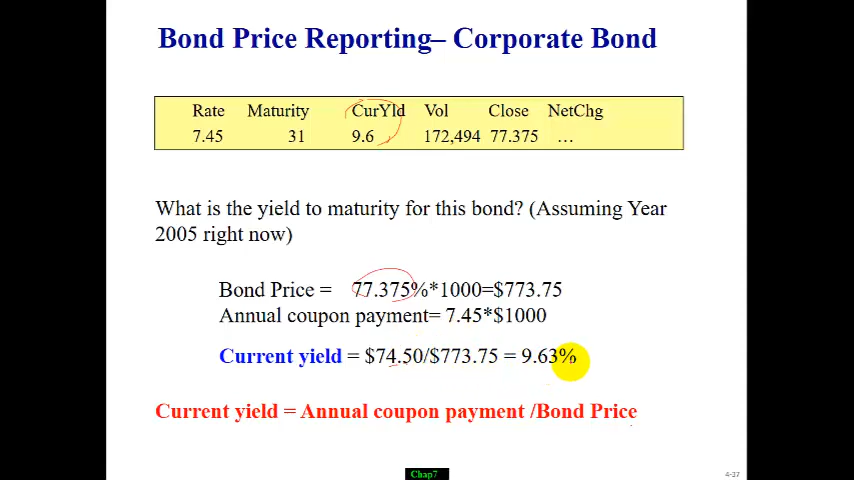 Bond Price Reporting– Corporate Bond
Rate Maturity CurYld Vol Close NetChg
7.45 31 9.6 172,494 77.375 ...
What is the yield to maturity for this bond? (Assuming Year
2005 right now)
Bond Price = 77.375%*1000=$773.75
Annual coupon payment= 7.45*$1000
Current yield = $74.50/$773.75 = 9.63%
Current yield = Annual coupon payment /Bond Price
Chap7
4-37